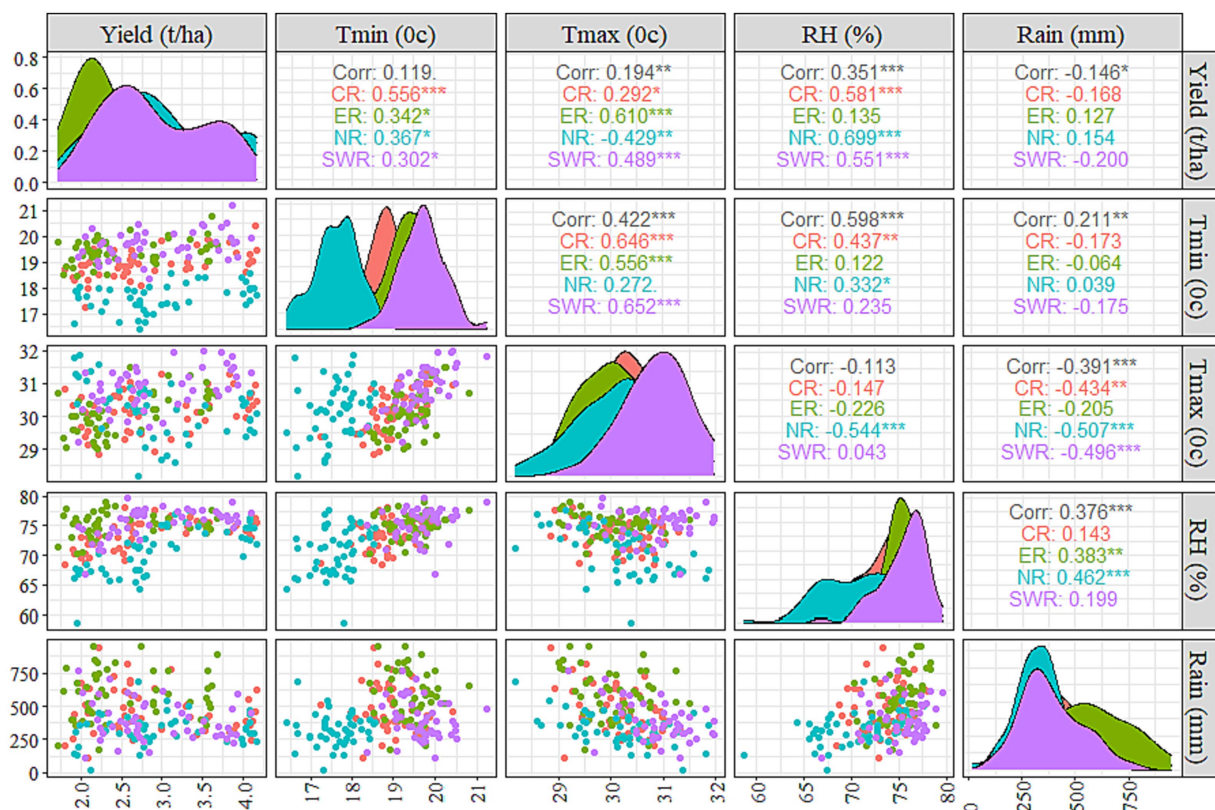 Yield (t/ha) Tmin (0c) Tmax (0c) RH (%) Rain (mm)
0.8
0.6
0.4
0.2
0.0
Corr: 0.119.
CR: 0.556***
ER: 0.342*
NR: 0.367*
SWR: 0.302*
Corr: 0.194**
CR: 0.292*
ER: 0.610***
NR: -0.429**
SWR: 0.489***
Corr: 0.351***
CR: 0.581***
ER: 0.135
NR: 0.699***
SWR: 0.551***
Corr: -0.146*
CR: -0.168
ER: 0.127
NR: 0.154
SWR: -0.200
Yield (t/ha)
21
20
19
18
17
Corr: 0.422***
CR: 0.646***
ER: 0.556***
NR: 0.272.
SWR: 0.652***
Corr: 0.598***
CR: 0.437**
ER: 0.122
NR: 0.332*
SWR: 0.235
Corr: 0.211**
CR: -0.173
ER: -0.064
NR: 0.039
SWR: -0.175
Tmin (0c)
32
31
30
29
Corr: -0.113
CR: -0.147
ER: -0.226
NR: -0.544***
SWR: 0.043
Corr: -0.391***
CR: -0.434**
ER: -0.205
NR: -0.507***
SWR: -0.496***
Tmax (0c)
80
75
70
65
60
Corr: 0.376***
CR: 0.143
ER: 0.383**
NR: 0.462***
SWR: 0.199
RH (%)
750
500
250
0
Rain (mm)
2.0 2.5 3.0 3.5 4.0
17 18 19 20 21
29 30 31 32
60 65 70 75 80
0 250 500 750